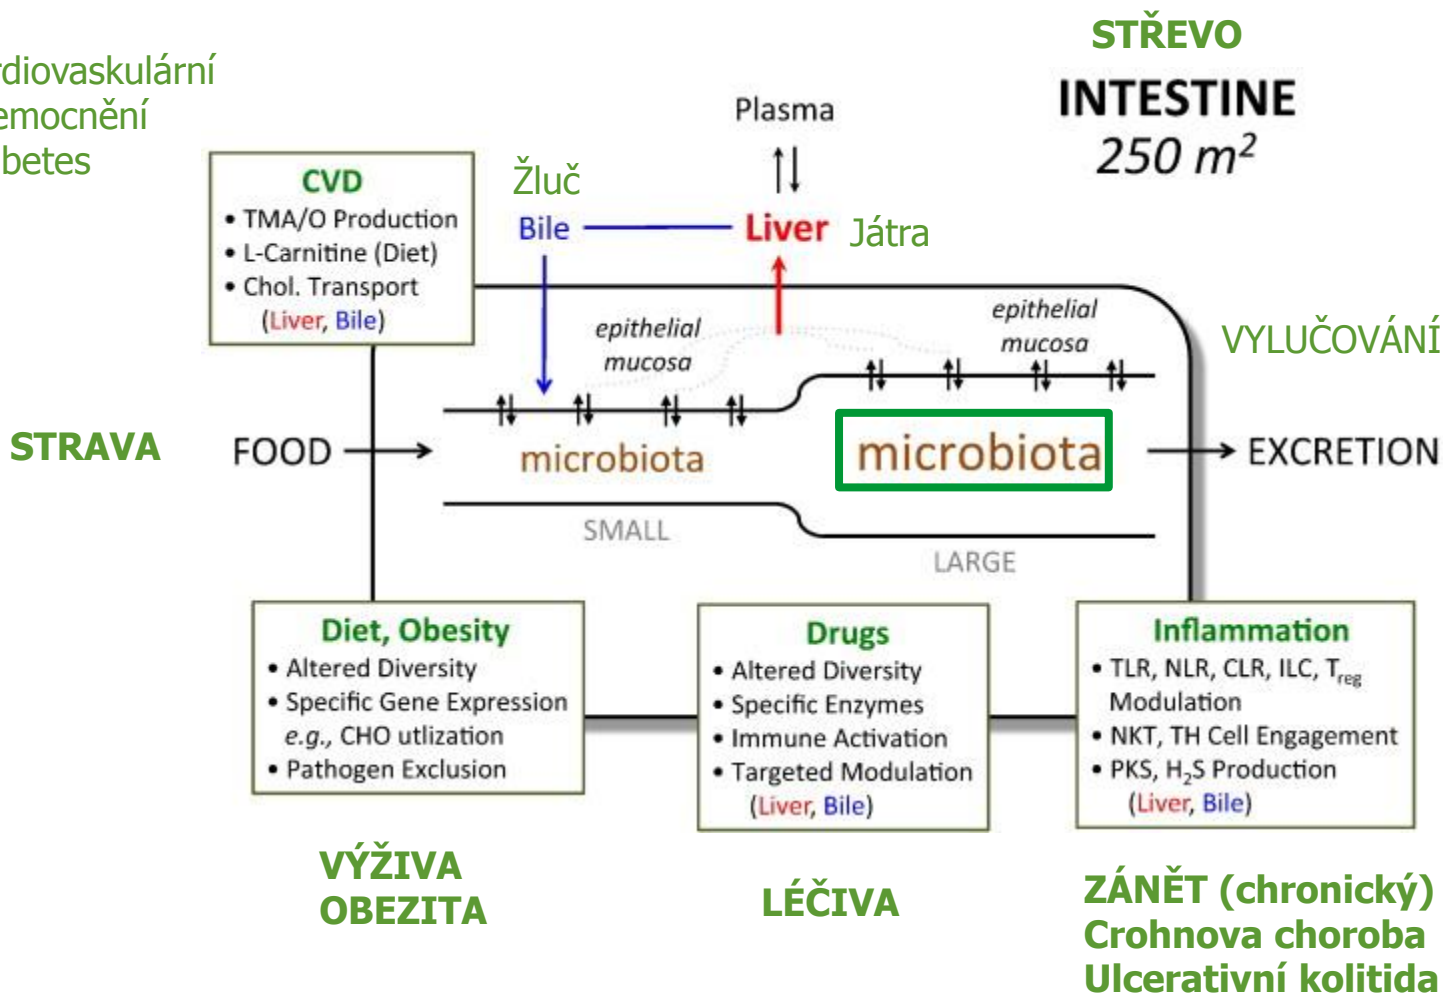 STŘEVO
INTESTINE
250 m²
rdiovaskulární
emocnění
betes
Plasma
Žluč
Bile
Liver
Játra
CVD
• TMA/O Production
• L-Carnitine (Diet)
• Chol. Transport
(Liver, Bile)
epithelial
mucosa
epithelial
mucosa
VYLUČOVÁNÍ
STRAVA
FOOD
microbiota
microbiota
EXCRETION
SMALL
LARGE
Diet, Obesity
• Altered Diversity
• Specific Gene Expression
e.g., CHO utlization
• Pathogen Exclusion
Drugs
• Altered Diversity
• Specific Enzymes
• Immune Activation
• Targeted Modulation
(Liver, Bile)
Inflammation
• TLR, NLR, CLR, ILC, Treg
Modulation
• NKT, TH Cell Engagement
• PKS, H₂S Production
(Liver, Bile)
VÝŽIVA
OBEZITA
LÉČIVA
ZÁNĚT (chronický)
Crohnova choroba
Ulcerativní kolitida